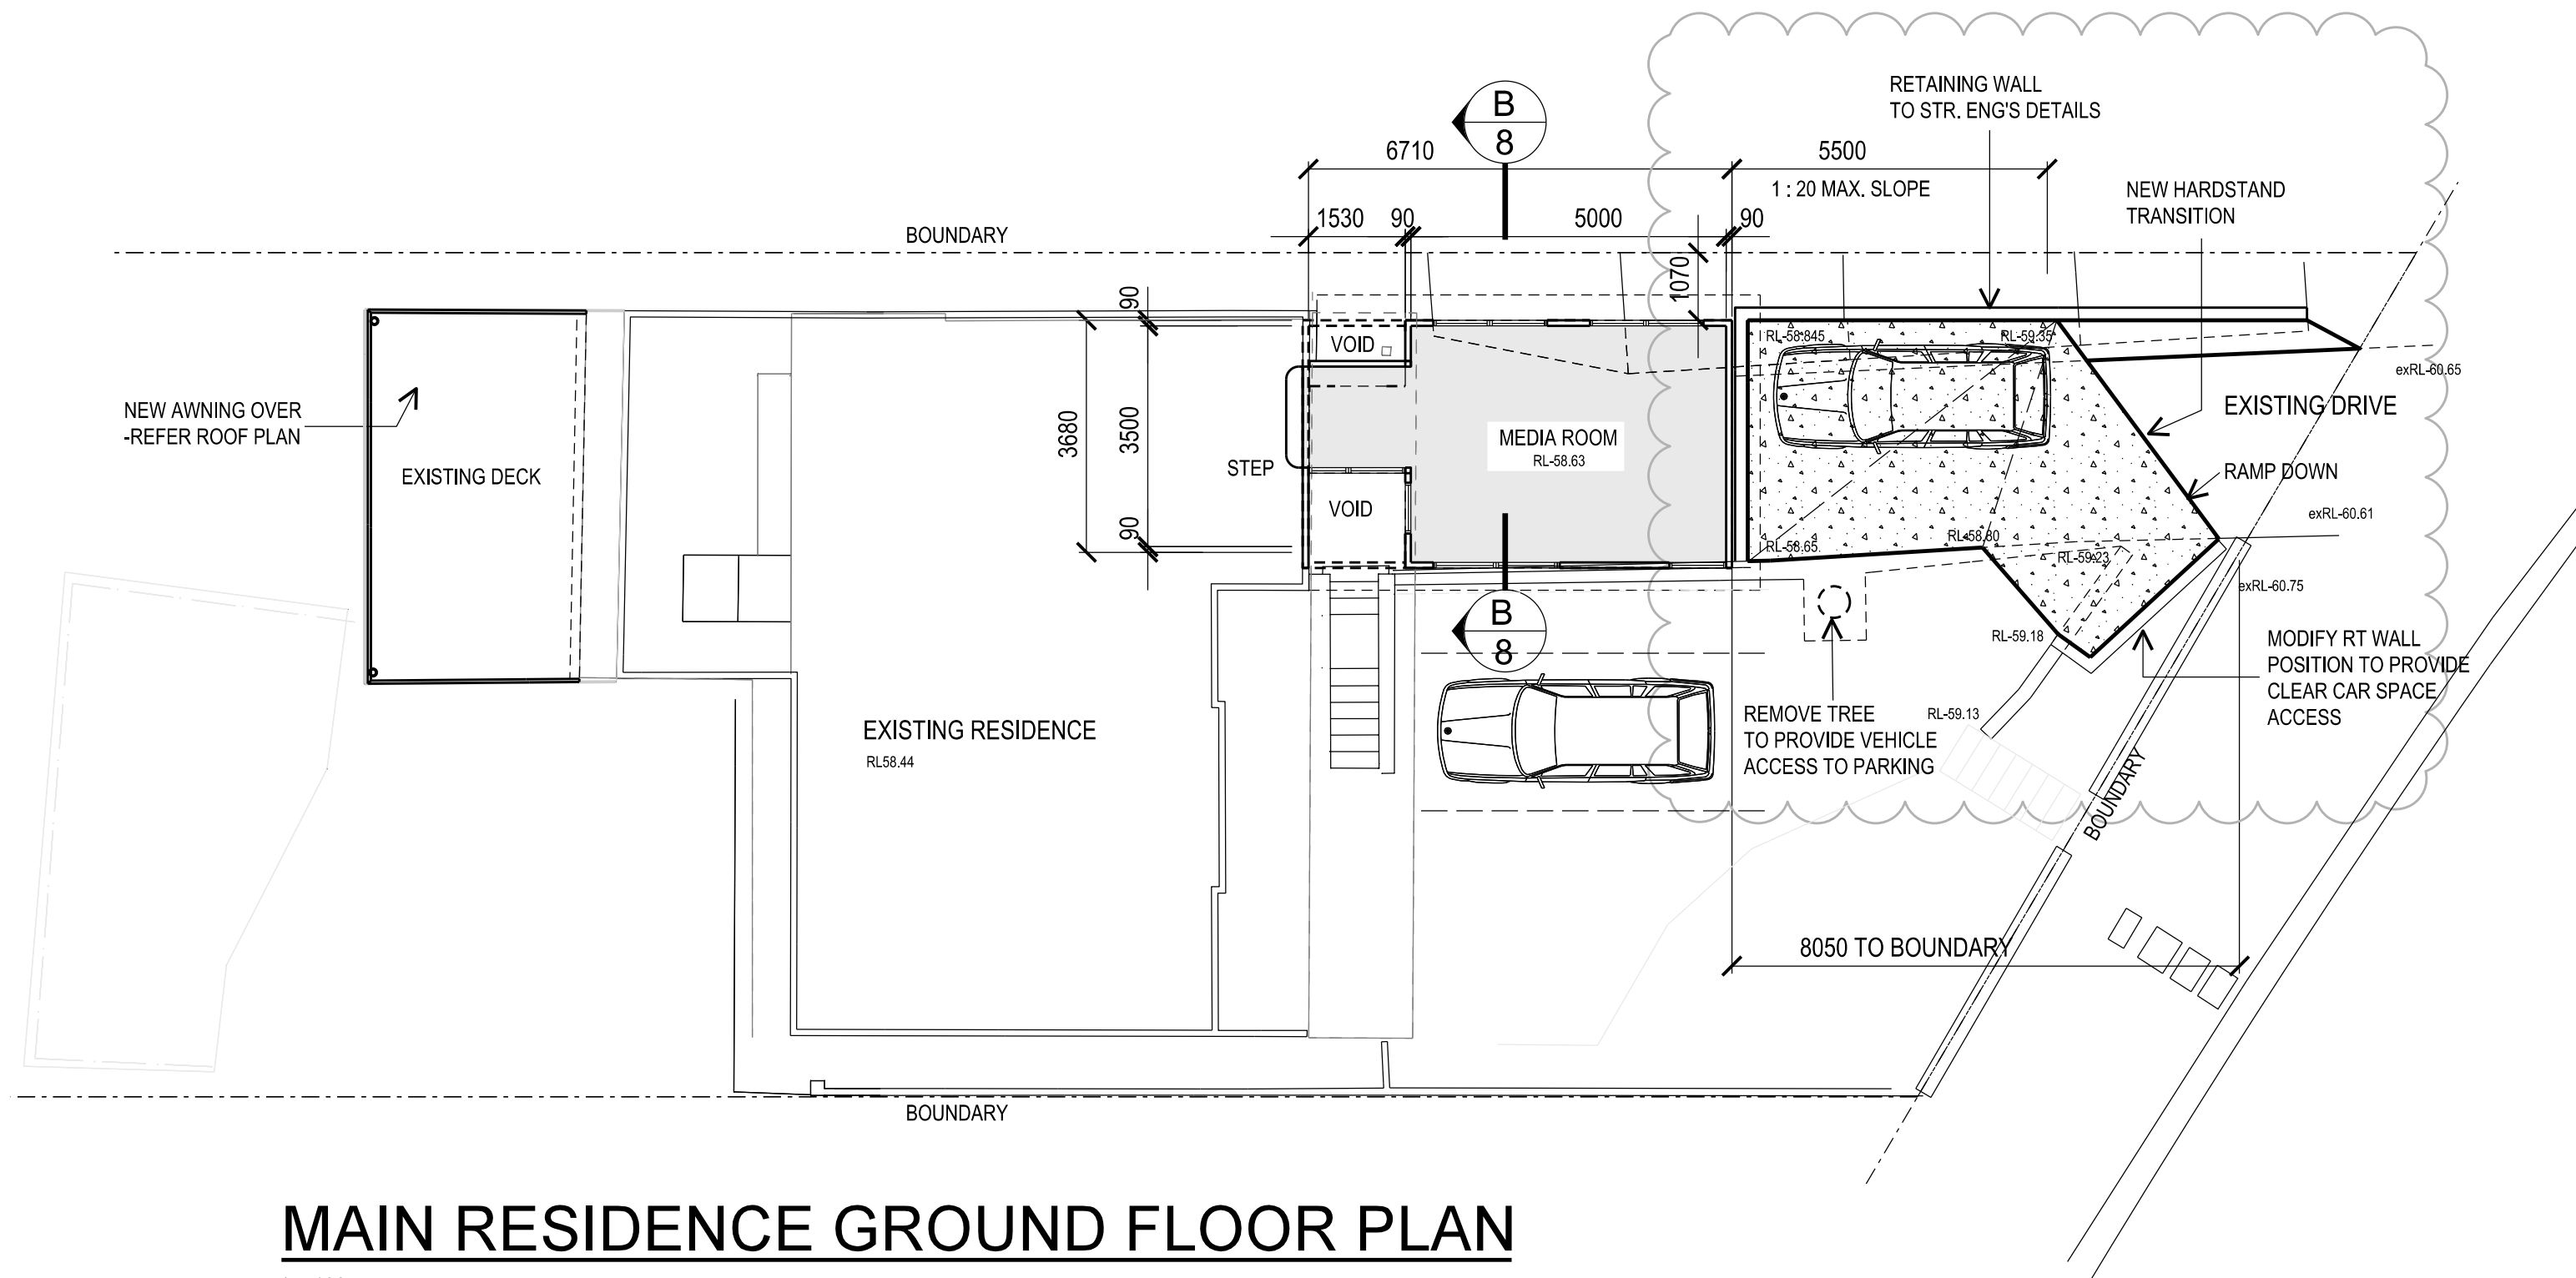 B
8
RETAINING WALL
TO STR. ENG'S DETAILS
6710
5500
1 : 20 MAX. SLOPE
NEW HARDSTAND
TRANSITION
1530
90
5000
90
BOUNDARY
1070
90
3680
3500
90
VOID
RL-58.845
RL-59.35
exRL-60.65
NEW AWNING OVER
-REFER ROOF PLAN
EXISTING DRIVE
MEDIA ROOM
RL-58.63
EXISTING DECK
STEP
RAMP DOWN
VOID
exRL-60.61
RL-58.65
RL-58.80
RL-59.23
exRL-60.75
B
8
RL-59.18
MODIFY RT WALL
POSITION TO PROVIDE
CLEAR CAR SPACE
ACCESS
EXISTING RESIDENCE
RL58.44
REMOVE TREE
TO PROVIDE VEHICLE
ACCESS TO PARKING
RL-59.13
BOUNDARY
8050 TO BOUNDARY
BOUNDARY
MAIN RESIDENCE GROUND FLOOR PLAN